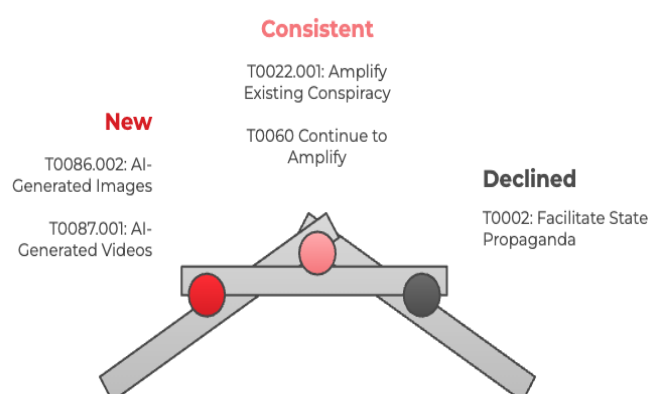 Consistent
T0022.001: Amplify
Existing Conspiracy
T0060 Continue to
Amplify
New
T0086.002: AI-
Generated Images
T0087.001: AI-
Generated Videos
Declined
T0002: Facilitate State
Propaganda